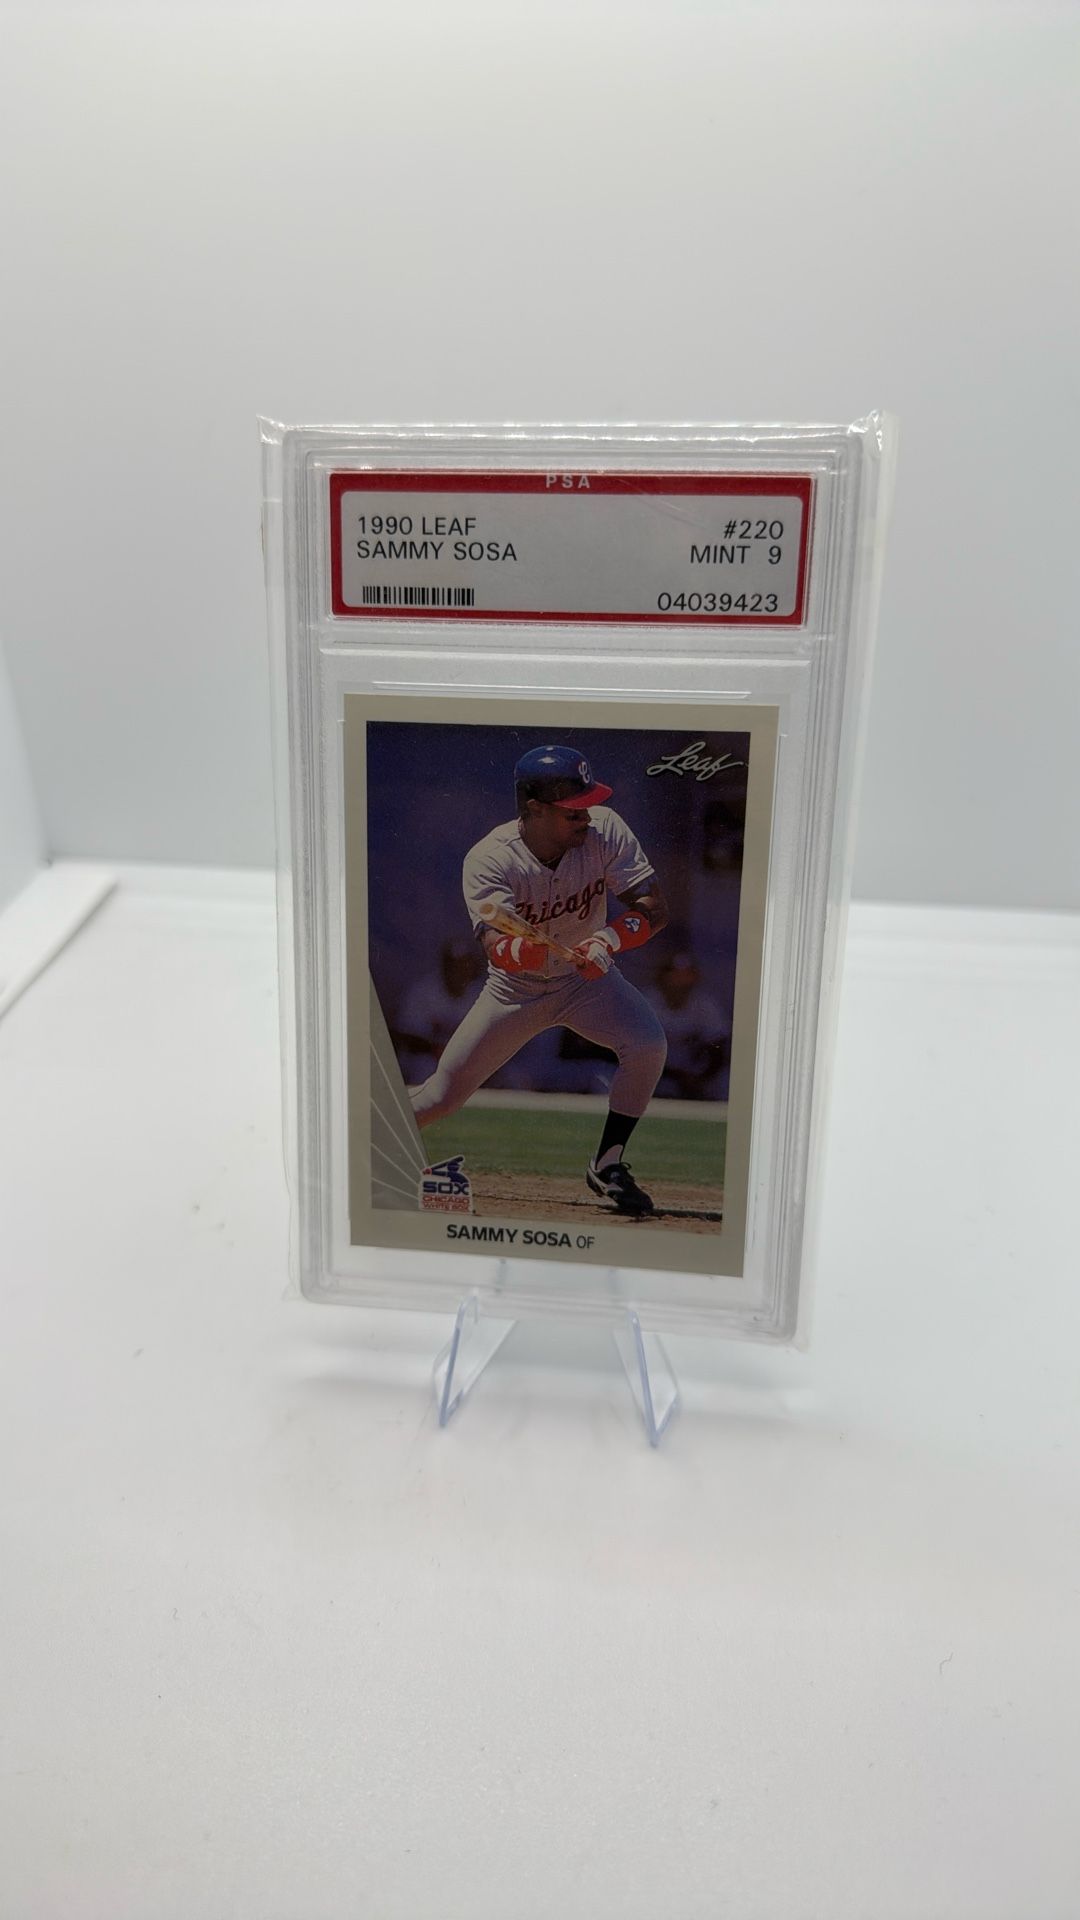 PSA
1990 LEAF #220
SAMMY SOSA MINT 9
04039423
Leaf
C
Chicago
SOX
CHICAGO
WHITE SOX
SAMMY SOSA OF